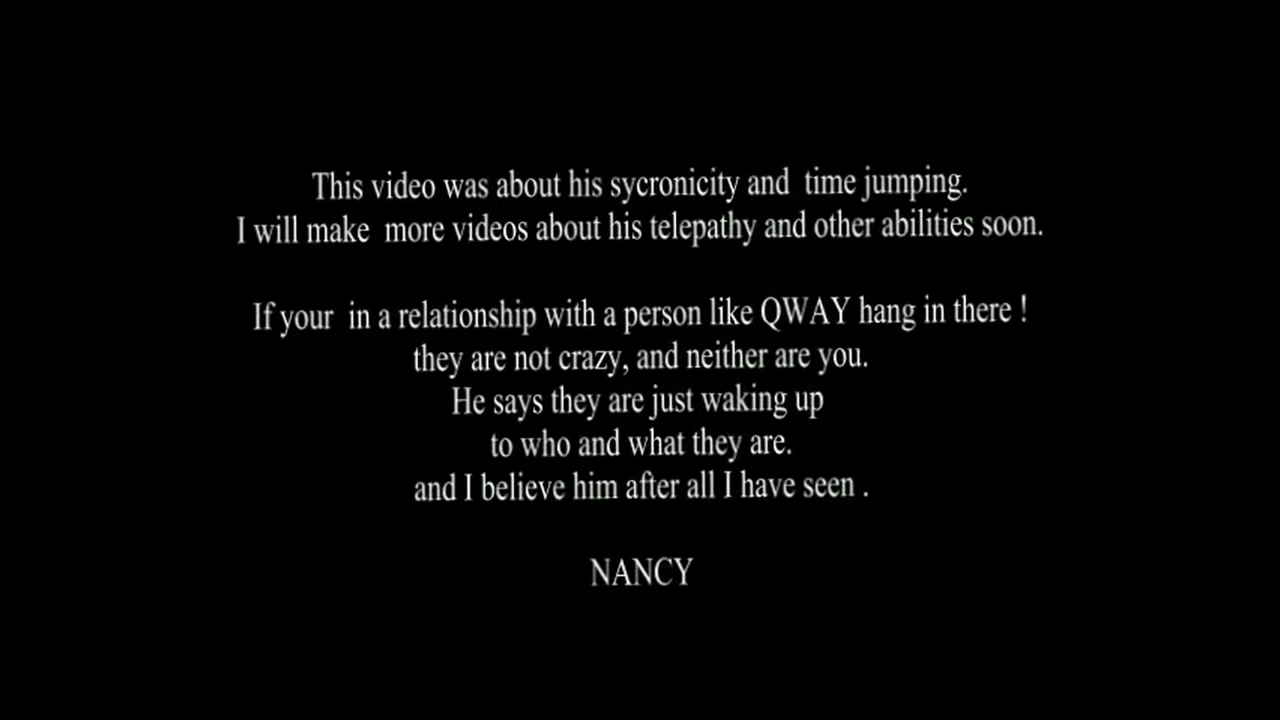 This video was about his sycronicity and  time jumping.
I will make  more videos about his telepathy and other abilities soon.
If your  in a relationship with a person like QWAY hang in there !
they are not crazy, and neither are you.
He says they are just waking up
to who and what they are.
and I believe him after all I have seen .
NANCY